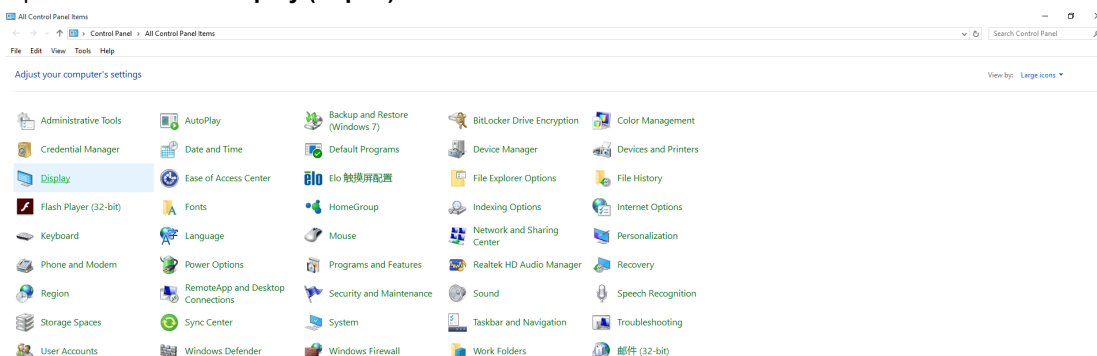 All Control Panel Items
Control Panel > All Control Panel Items
Search Control Panel
File Edit View Tools Help
Adjust your computer's settings
View by: Large icons
Administrative Tools
AutoPlay
Backup and Restore
(Windows 7)
BitLocker Drive Encryption
Color Management
Credential Manager
Date and Time
Default Programs
Device Manager
Devices and Printers
Display
Ease of Access Center
elo
Elo 触摸屏配置
File Explorer Options
File History
Flash Player (32-bit)
Fonts
HomeGroup
Indexing Options
Internet Options
Keyboard
Language
Mouse
Network and Sharing
Center
Personalization
Phone and Modem
Power Options
Programs and Features
Realtek HD Audio Manager
Recovery
Region
RemoteApp and Desktop
Connections
Security and Maintenance
Sound
Speech Recognition
Storage Spaces
Sync Center
System
Taskbar and Navigation
Troubleshooting
User Accounts
Windows Defender
Windows Firewall
Work Folders
邮件 (32-bit)